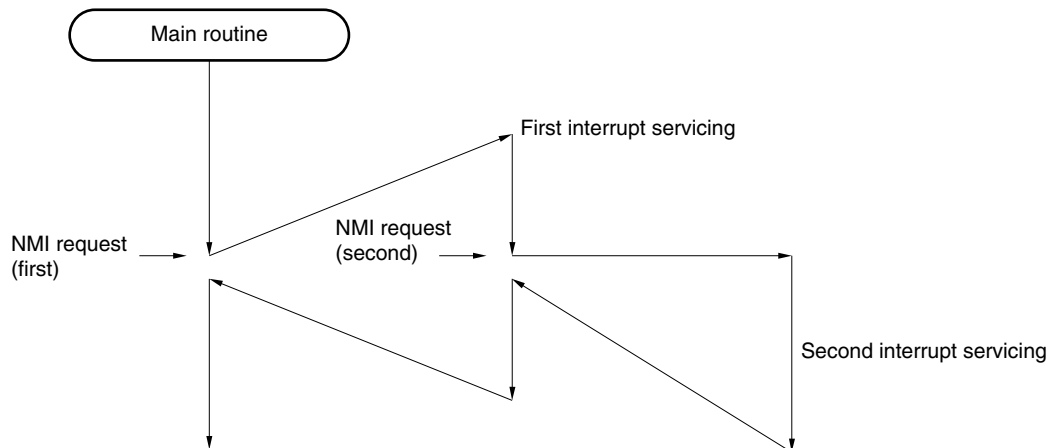 Main routine
First interrupt servicing
NMI request
(first)
NMI request
(second)
Second interrupt servicing